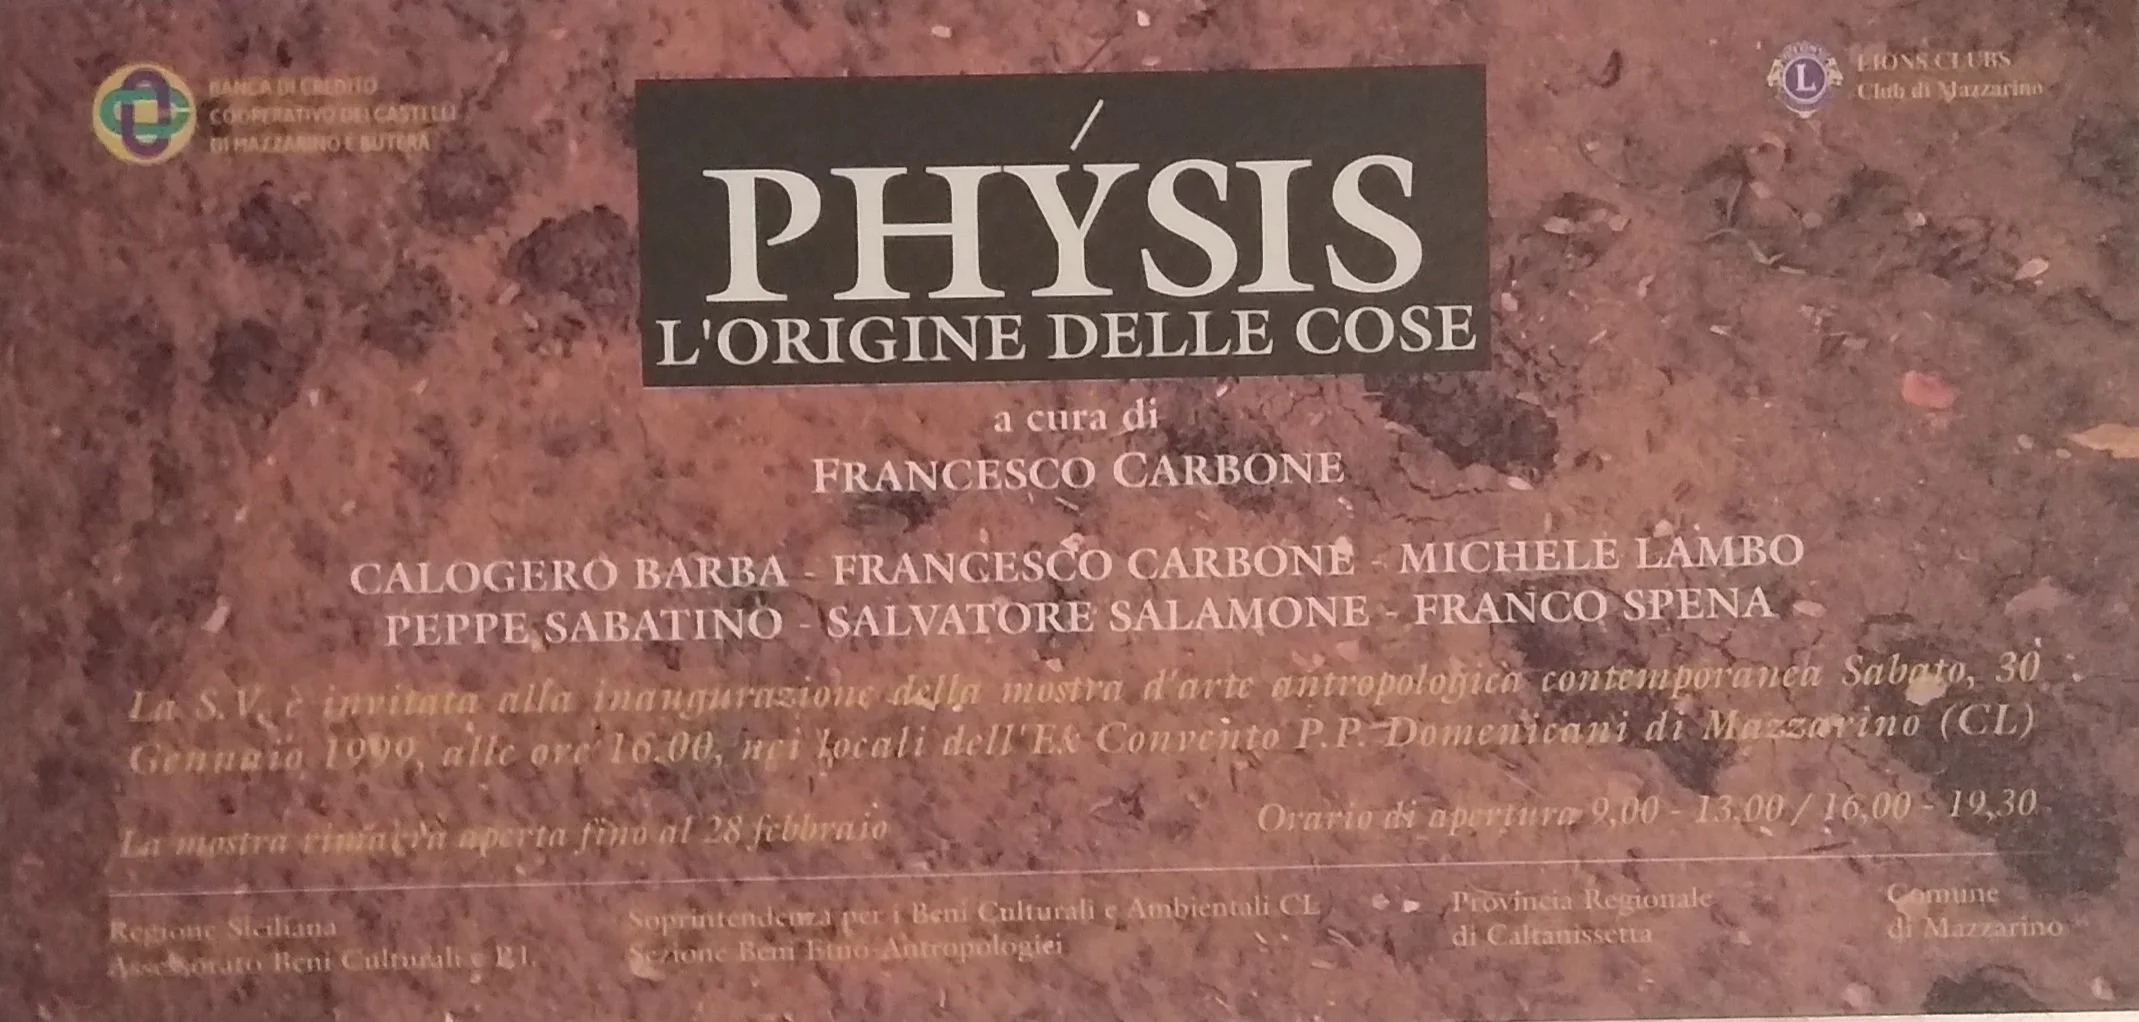 BANCA DI CREDITO
COOPERATIVO DEI CASTELLI
DI MAZZARINO E BUTERA
L
LIONS CLUBS
Club di Mazzarino
PHÝSIS
L'ORIGINE DELLE COSE
a cura di
FRANCESCO CARBONE
CALOGERO BARBA - FRANCESCO CARBONE - MICHELE LAMBO
PEPPE SABATINO - SALVATORE SALAMONE - FRANCO SPENA
La S.V. è invitata alla inaugurazione della mostra d'arte antropologica contemporanea Sabato, 30
Gennaio 1999, alle ore 16.00, nei locali dell'Ex Convento P.P. Domenicani di Mazzarino (CL)
La mostra rimarrà aperta fino al 28 febbraio
Orario di apertura 9,00 - 13.00 / 16,00 - 19,30
Regione Siciliana
Assessorato Beni Culturali e P.I.
Soprintendenza per i Beni Culturali e Ambientali CL
Sezione Beni Etno-Antropologici
Provincia Regionale
di Caltanissetta
Comune
di Mazzarino